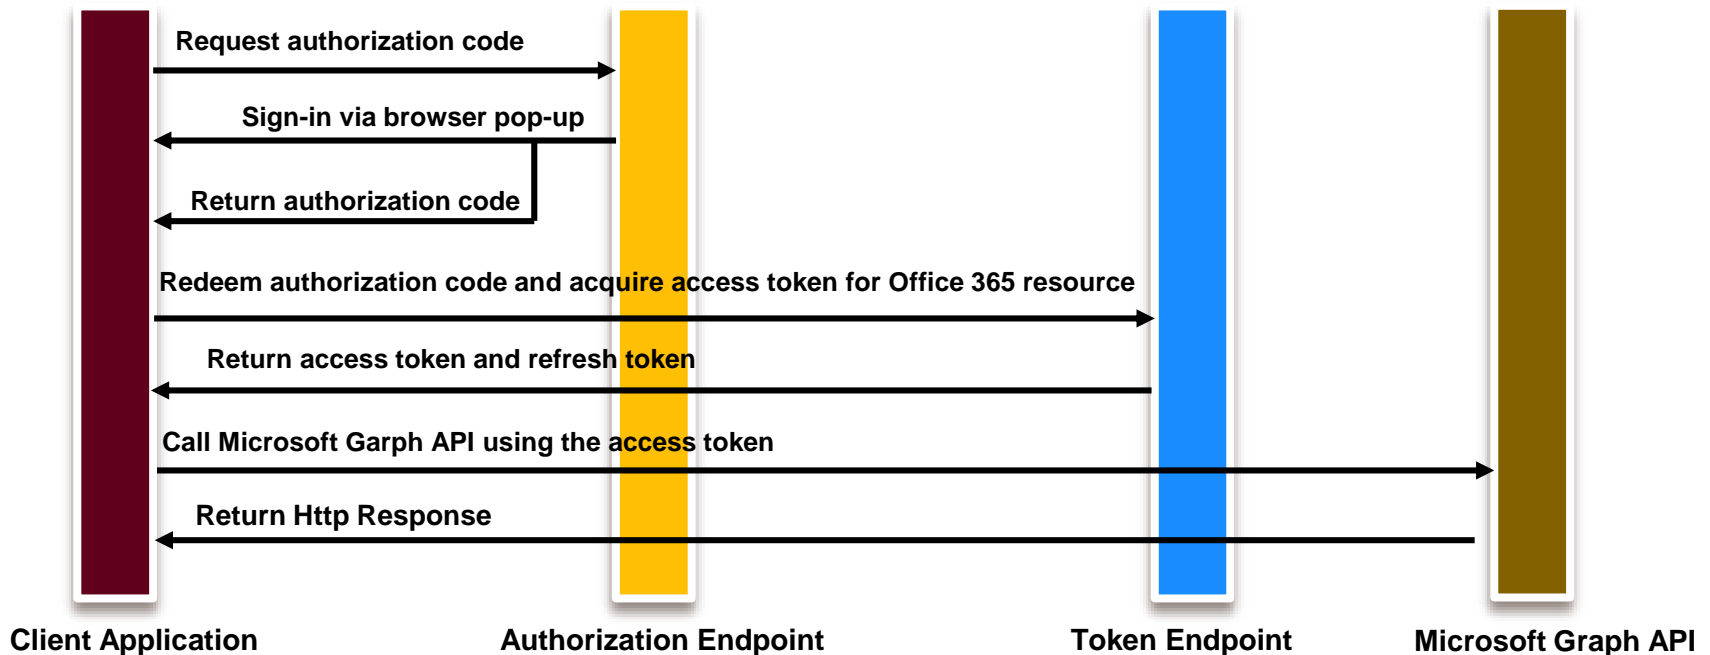 Request authorization code
Sign-in via browser pop-up
Return authorization code
Redeem authorization code and acquire access token for Office 365 resource
Return access token and refresh token
Call Microsoft Garph API using the access token
Return Http Response
Client Application
Authorization Endpoint
Token Endpoint
Microsoft Graph API